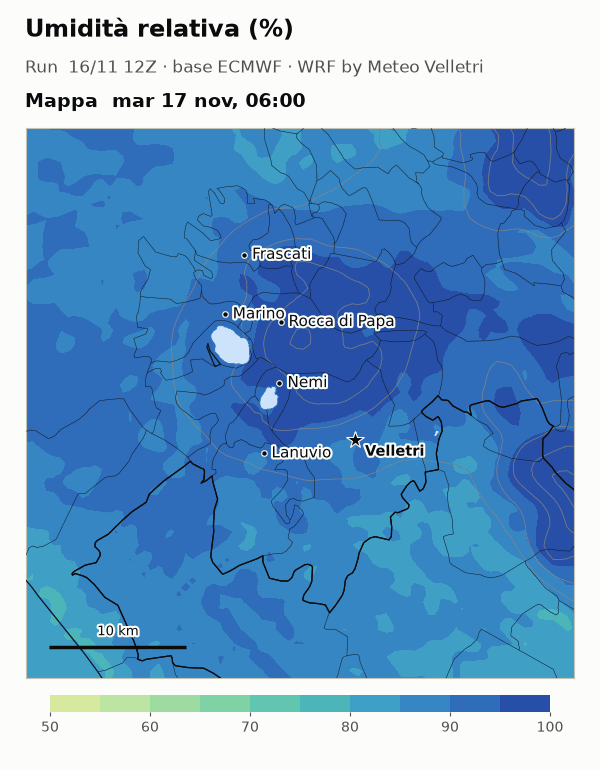 Umidità relativa (%)
Run  16/11 12Z · base ECMWF · WRF by Meteo Velletri
Mappa  mar 17 nov, 06:00
Frascati
Marino
Rocca di Papa
Nemi
Velletri
Lanuvio
10 km
50 60 70 80 90 100